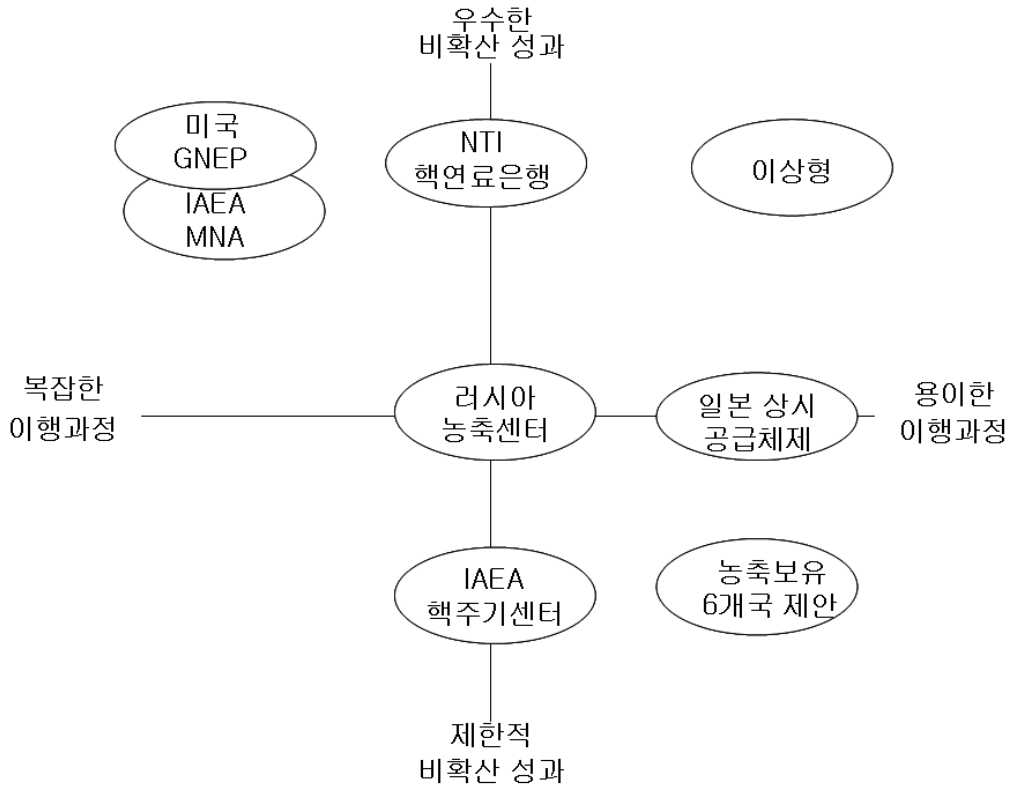 우수한
비확산 성과
미국
GNEP
IAEA
MNA
NTI
핵연료은행
이상형
복잡한
이행과정
러시아
농축센터
일본 상시
공급체제
용이한
이행과정
IAEA
핵주기센터
농축보유
6개국 제안
제한적
비확산 성과